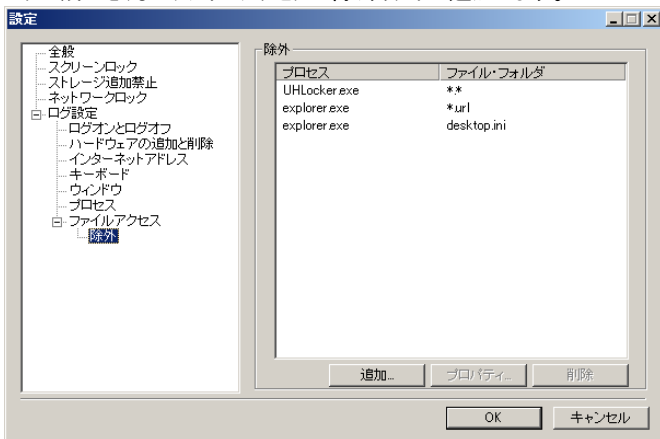 設定
全般
スクリーンロック
ストレージ追加禁止
ネットワークロック
ログ設定
ログオンとログオフ
ハードウェアの追加と削除
インターネットアドレス
キーボード
ウィンドウ
プロセス
ファイルアクセス
除外
除外
プロセス ファイル・フォルダ
UHLocker.exe *.*
explorer.exe *.url
explorer.exe desktop.ini
追加... プロパティ... 削除
OK キャンセル